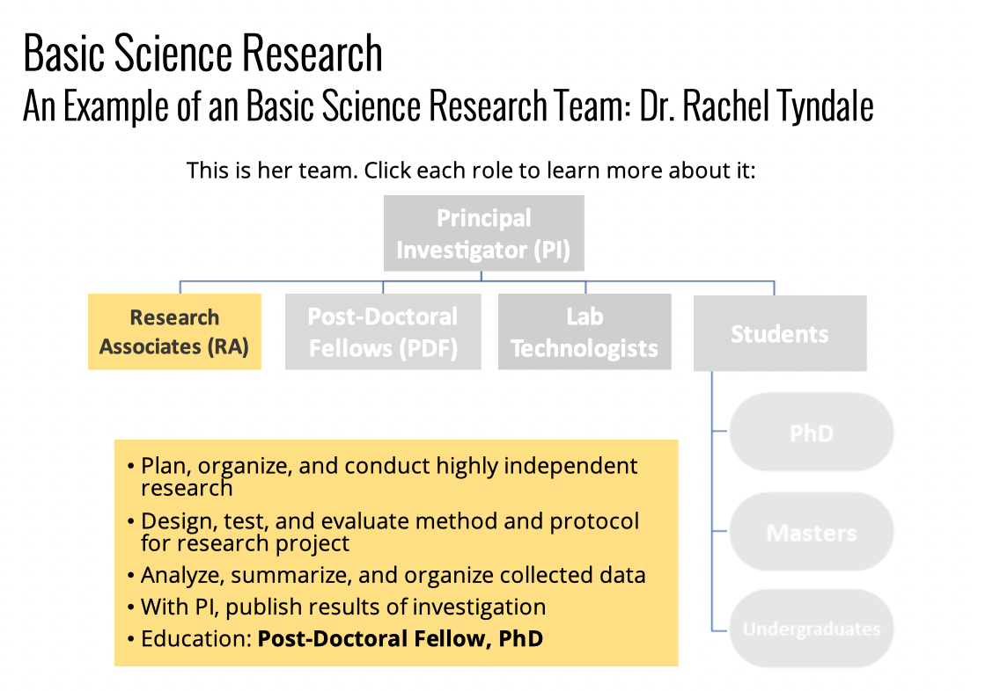 Basic Science Research
An Example of an Basic Science Research Team: Dr. Rachel Tyndale
This is her team. Click each role to learn more about it:
Principal
Investigator (PI)
Research
Associates (RA)
Post-Doctoral
Fellows (PDF)
Lab
Technologists
Students
PhD
Masters
Undergraduates
• Plan, organize, and conduct highly independent
research
• Design, test, and evaluate method and protocol
for research project
• Analyze, summarize, and organize collected data
• With PI, publish results of investigation
• Education: Post-Doctoral Fellow, PhD